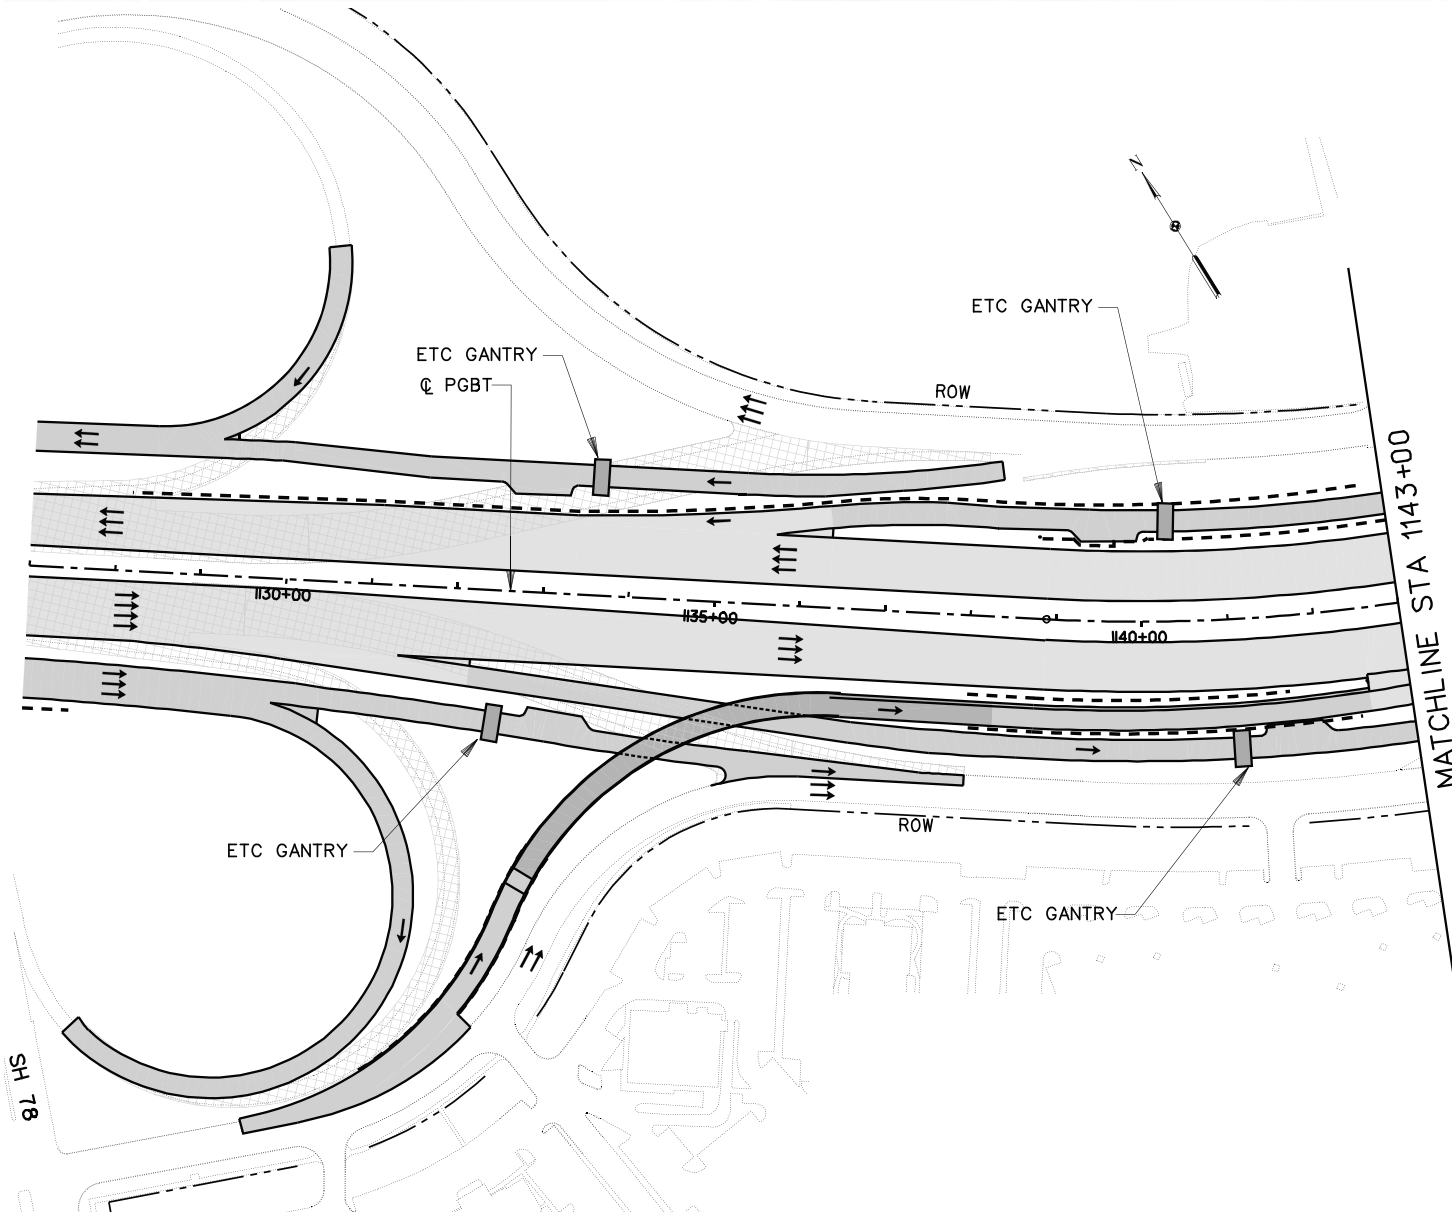 N
ETC GANTRY
ETC GANTRY
℄ PGBT
ROW
1130+00
1135+00
1140+00
MATCHLINE STA 1143+00
ROW
ETC GANTRY
ETC GANTRY
SH 78